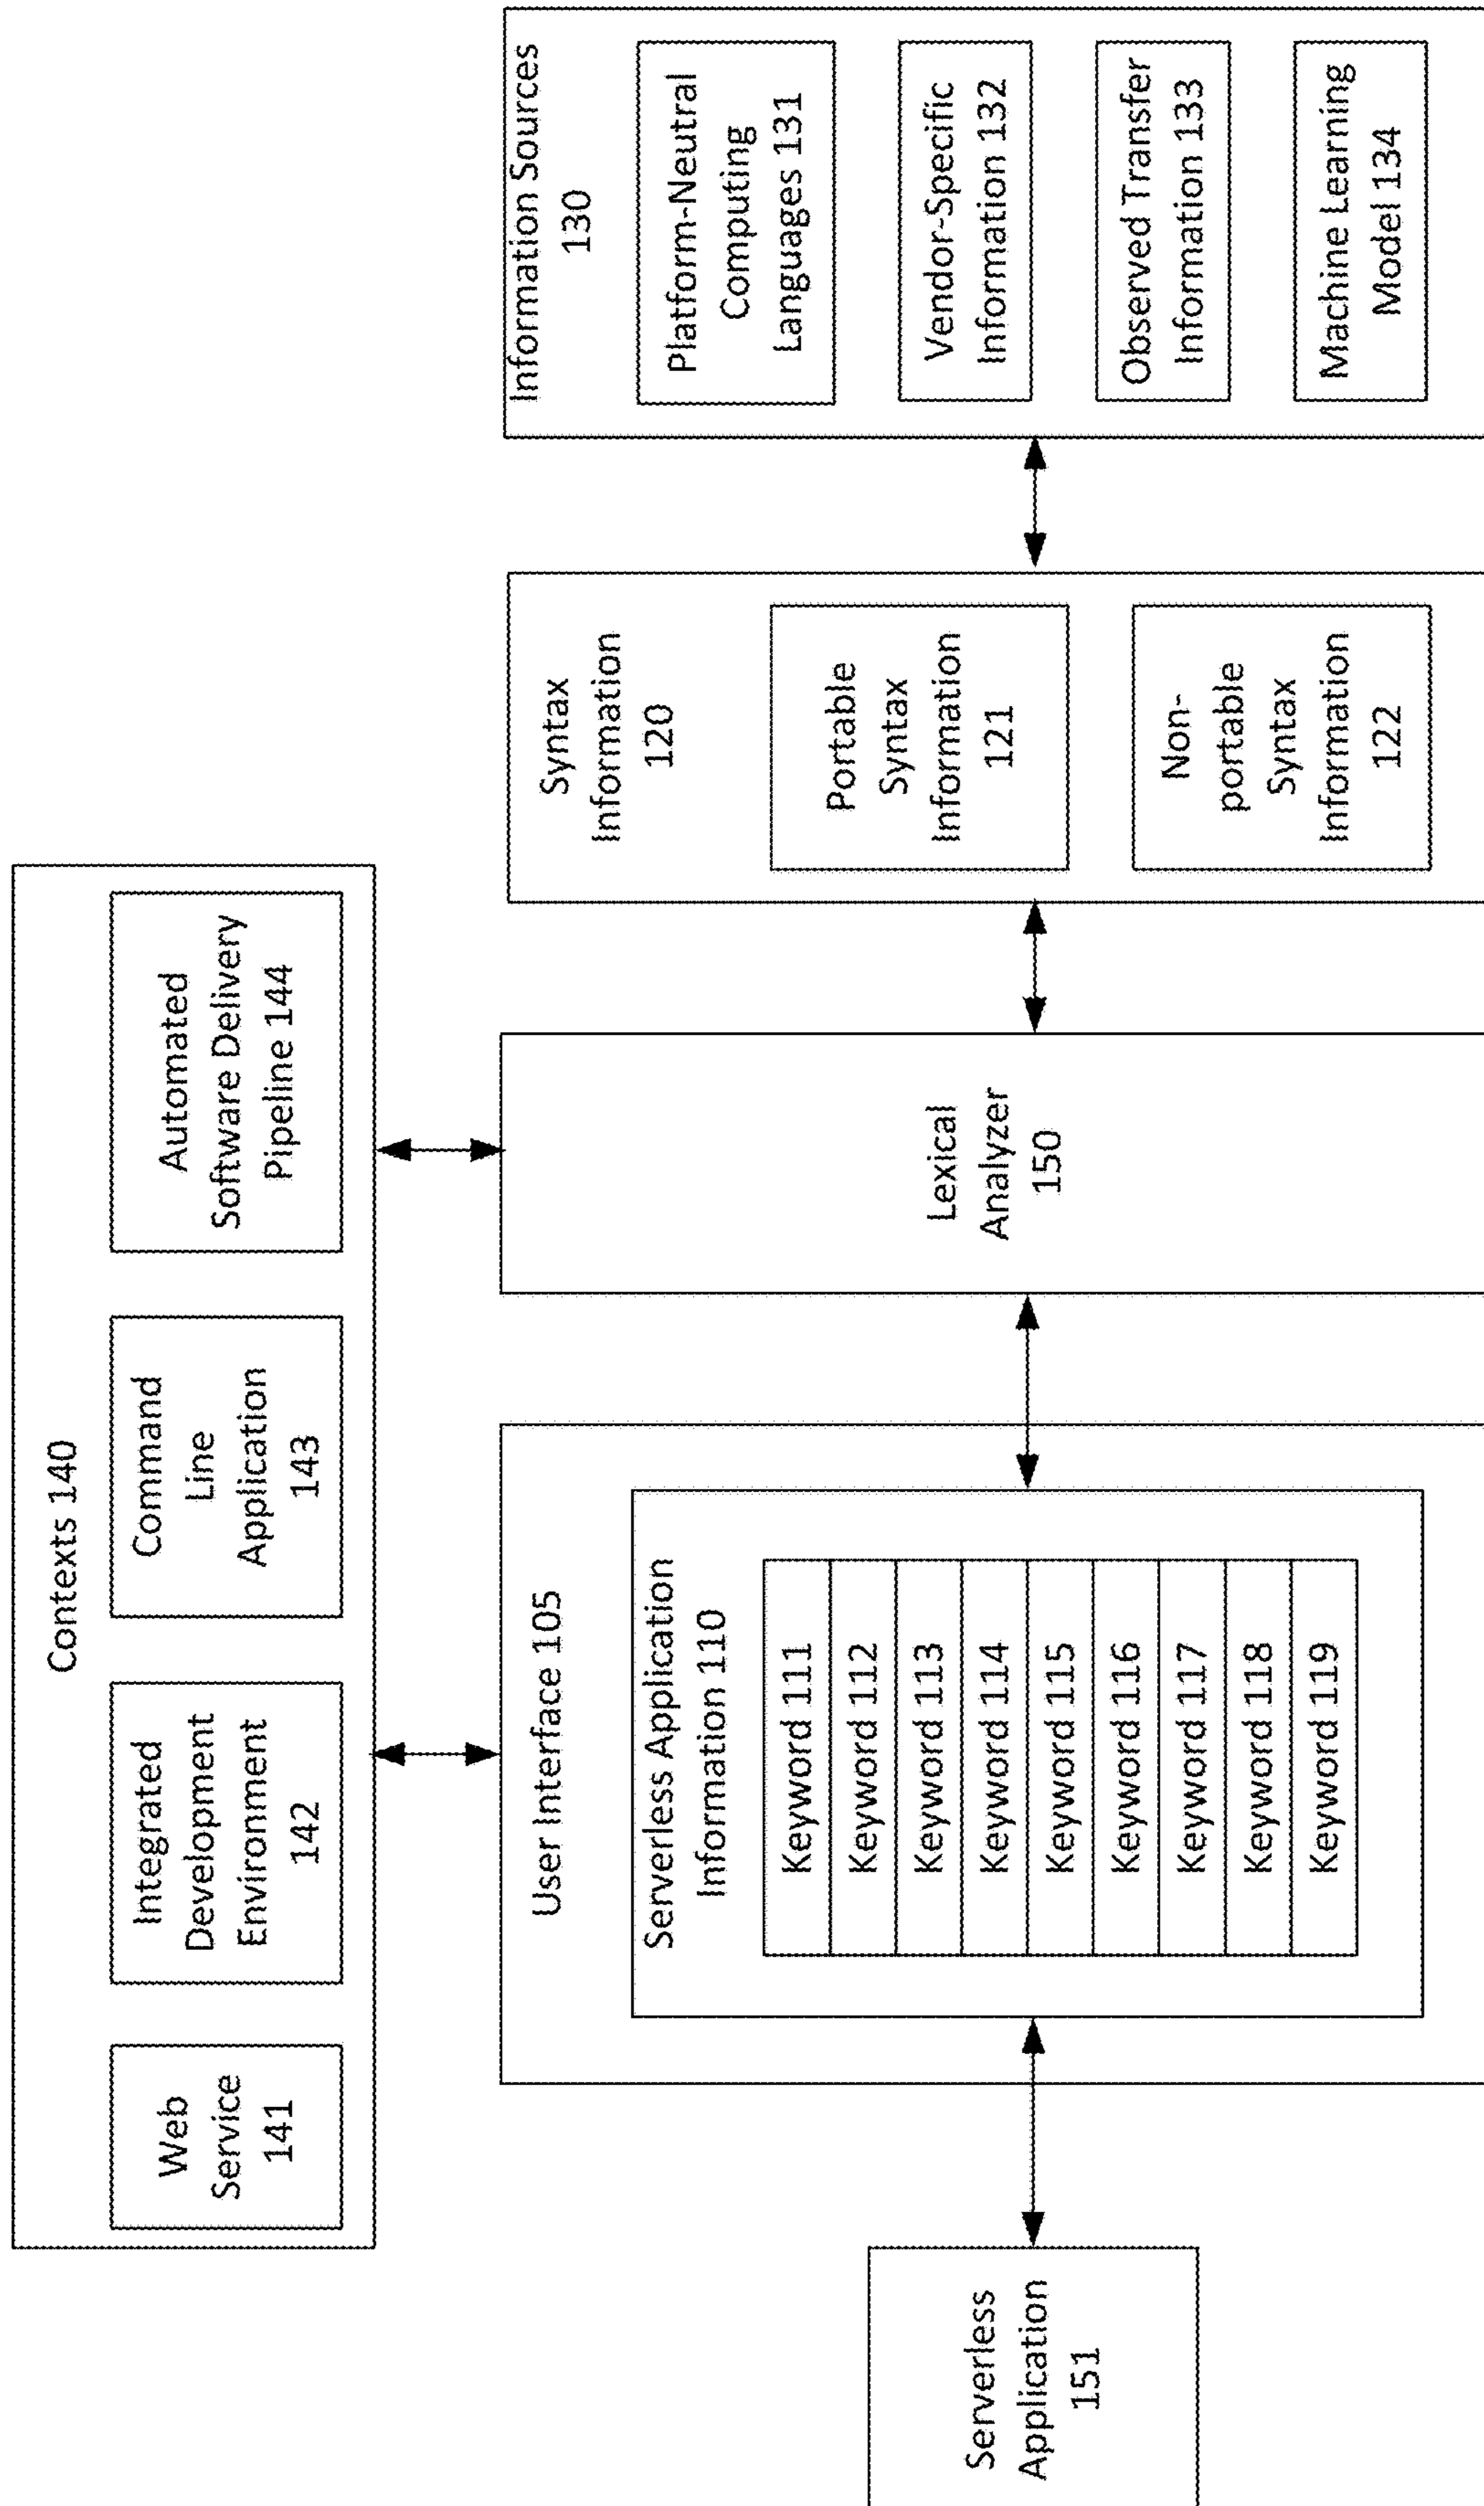 Contexts 140
Web
Service
141
Integrated
Development
Environment
142
Command
Line
Application
143
Automated
Software Delivery
Pipeline 144
Serverless
Application
151
User Interface 105
Serverless Application
Information 110
Keyword 111
Keyword 112
Keyword 113
Keyword 114
Keyword 115
Keyword 116
Keyword 117
Keyword 118
Keyword 119
Lexical
Analyzer
150
Syntax
Information
120
Portable
Syntax
Information
121
Non-
portable
Syntax
Information
122
Information Sources
130
Platform-Neutral
Computing
Languages 131
Vendor-Specific
Information 132
Observed Transfer
Information 133
Machine Learning
Model 134